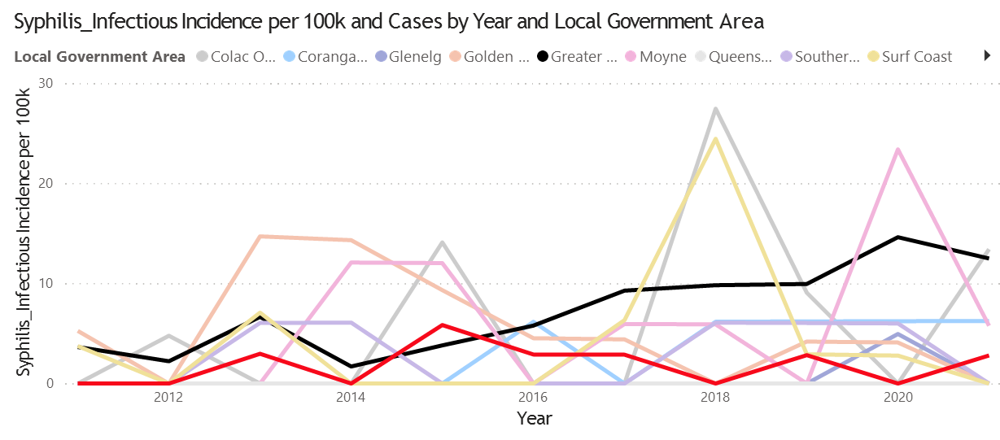 Syphilis_Infectious Incidence per 100k and Cases by Year and Local Government Area
Local Government Area Colac O... Coranga... Glenelg Golden ... Greater ... Moyne Queens... Souther... Surf Coast
Syphilis_Infectious Incidence per 100k
30
20
10
0
2012 2014 2016 2018 2020
Year